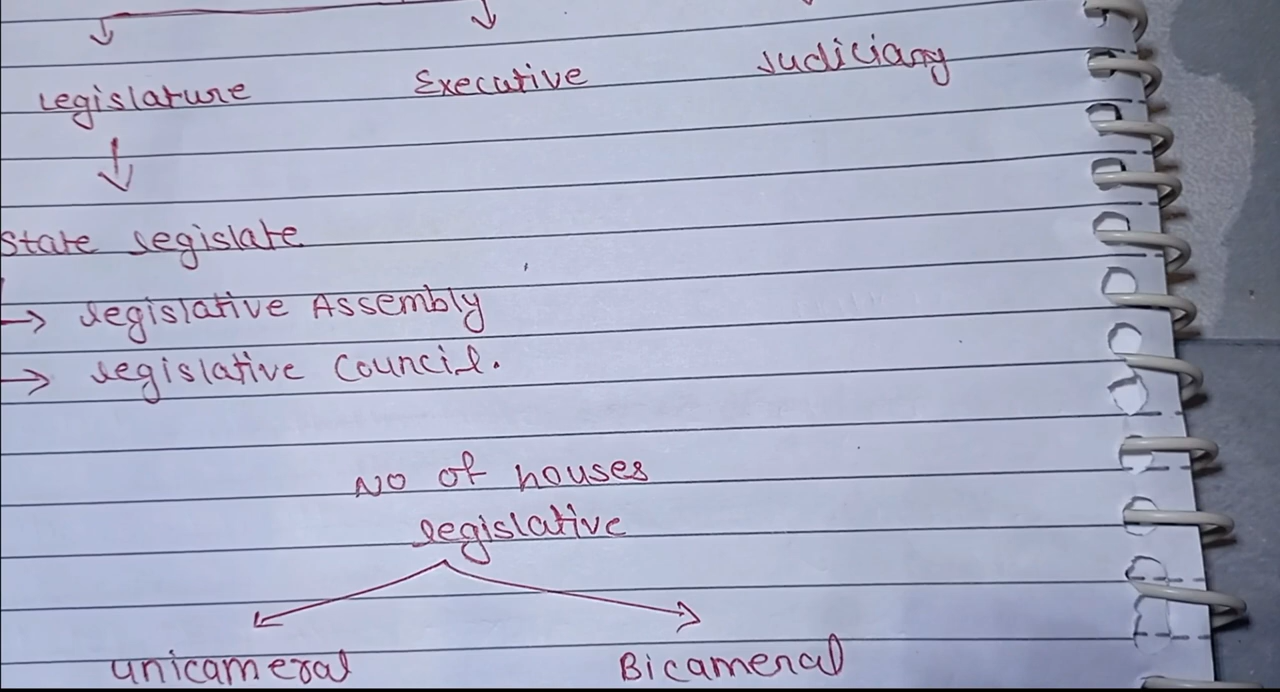 Legislature Executive Judiciary
State Legislate
→ Legislative Assembly
→ Legislative Council.
No of houses
Legislative
Unicameral Bicameral